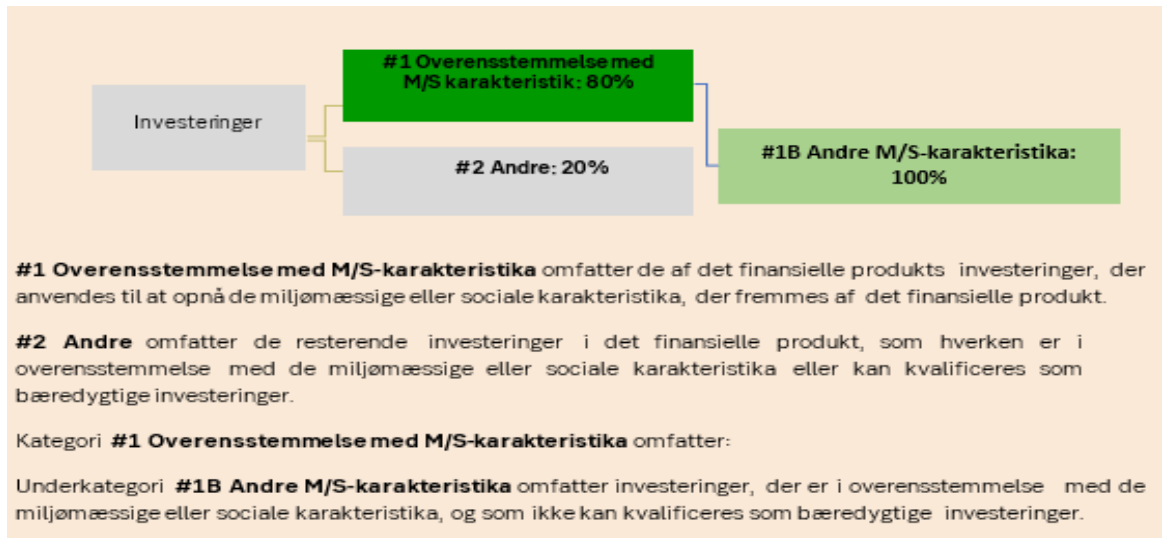 #1 Overensstemmelse med
M/S karakteristik: 80%
Investeringer
#2 Andre: 20%
#1B Andre M/S-karakteristika:
100%
#1 Overensstemmelse med M/S-karakteristika omfatter de af det finansielle produkts investeringer, der
anvendes til at opnå de miljømæssige eller sociale karakteristika, der fremmes af det finansielle produkt.
#2 Andre omfatter de resterende investeringer i det finansielle produkt, som hverken er i
overensstemmelse med de miljømæssige eller sociale karakteristika eller kan kvalificeres som
bæredygtige investeringer.
Kategori #1 Overensstemmelse med M/S-karakteristika omfatter:
Underkategori #1B Andre M/S-karakteristika omfatter investeringer, der er i overensstemmelse med de
miljømæssige eller sociale karakteristika, og som ikke kan kvalificeres som bæredygtige investeringer.